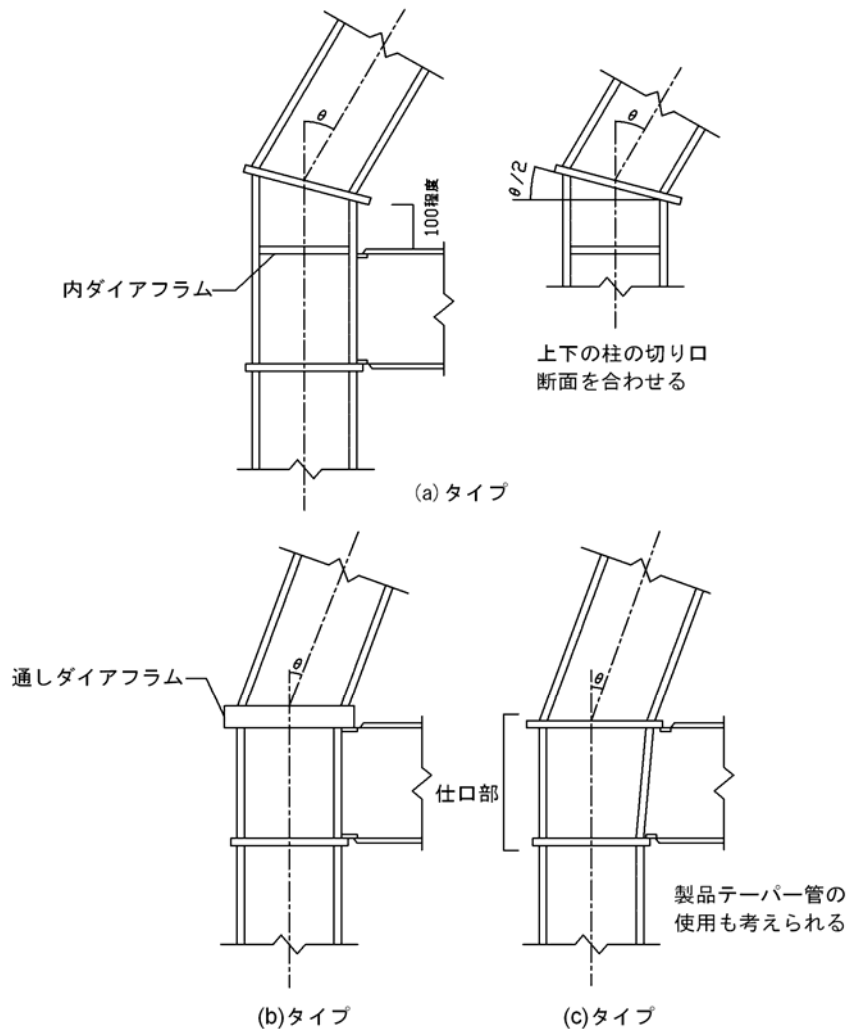 θ
100程度
内ダイアフラム
θ
θ/2
上下の柱の切り口
断面を合わせる
(a)タイプ
通しダイアフラム
θ
仕口部
θ
製品テーパー管の
使用も考えられる
(b)タイプ
(c)タイプ